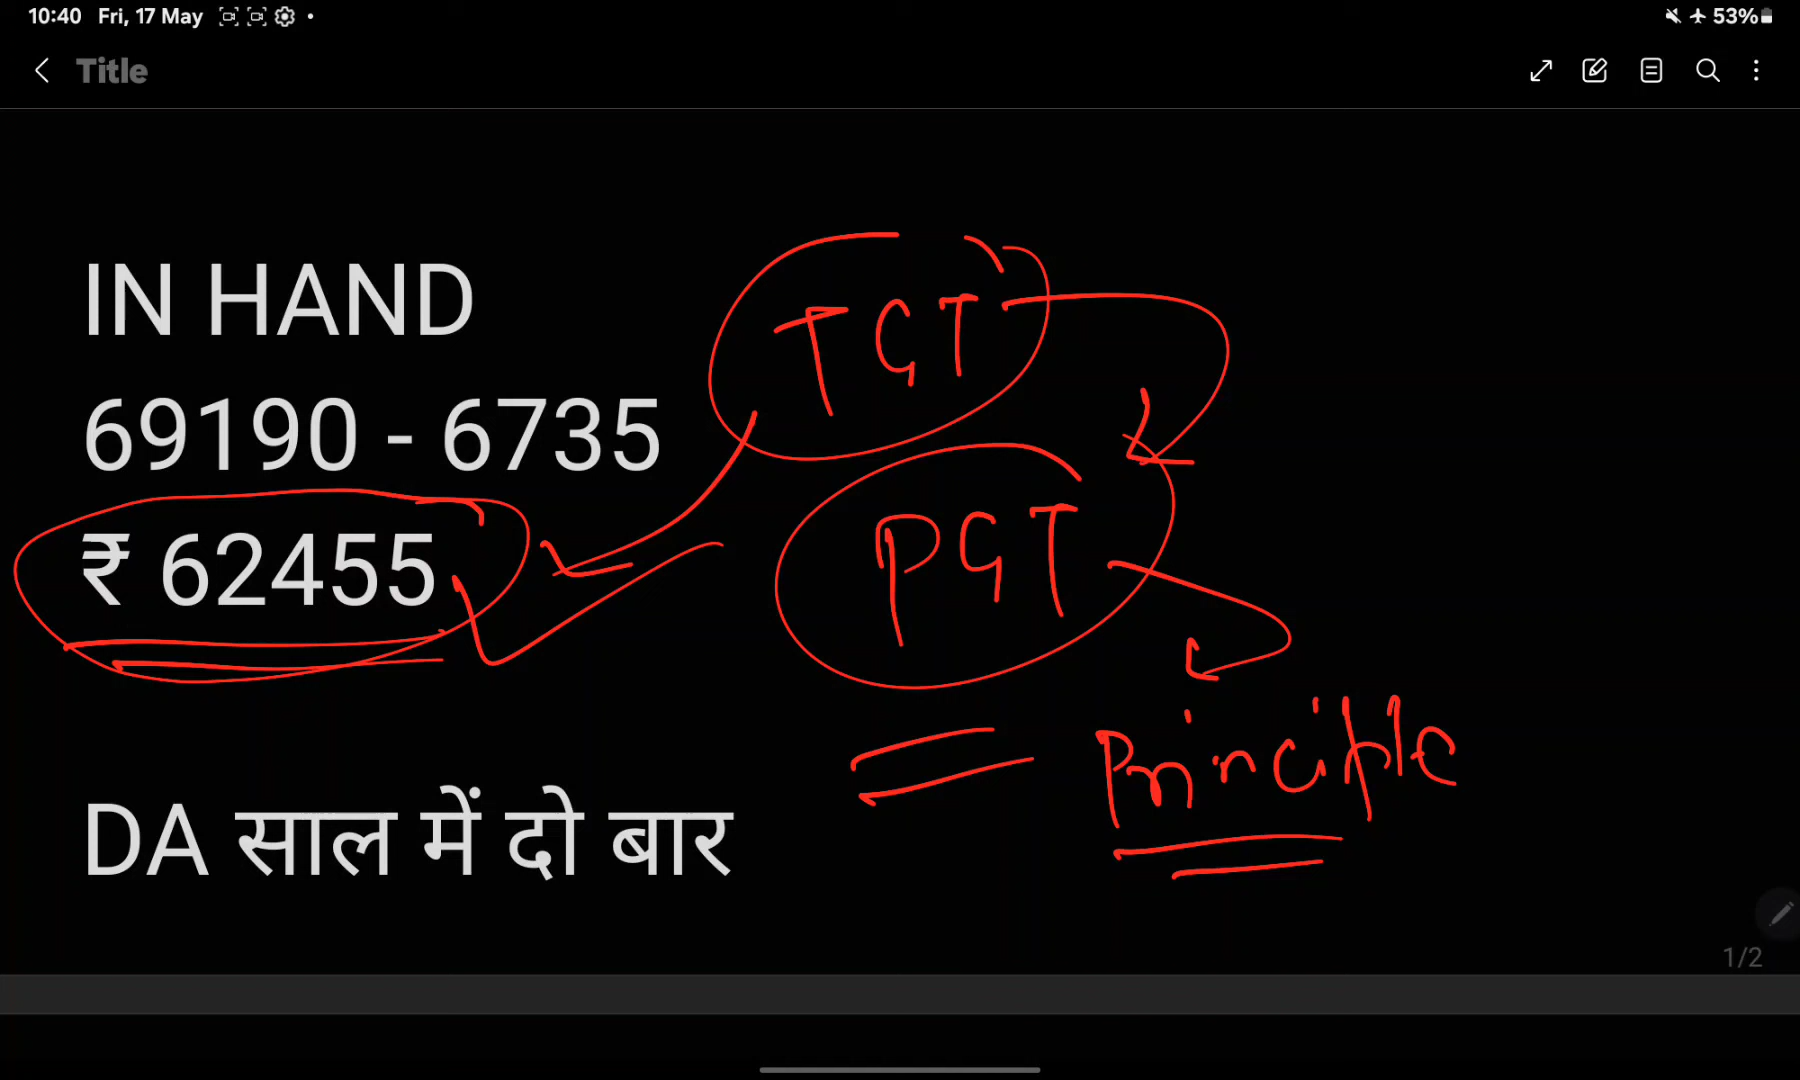 10:40 Fri, 17 May 53%
Title
IN HAND
69190 - 6735
₹ 62455
TGT
PGT
Principle
DA साल में दो बार
1/2